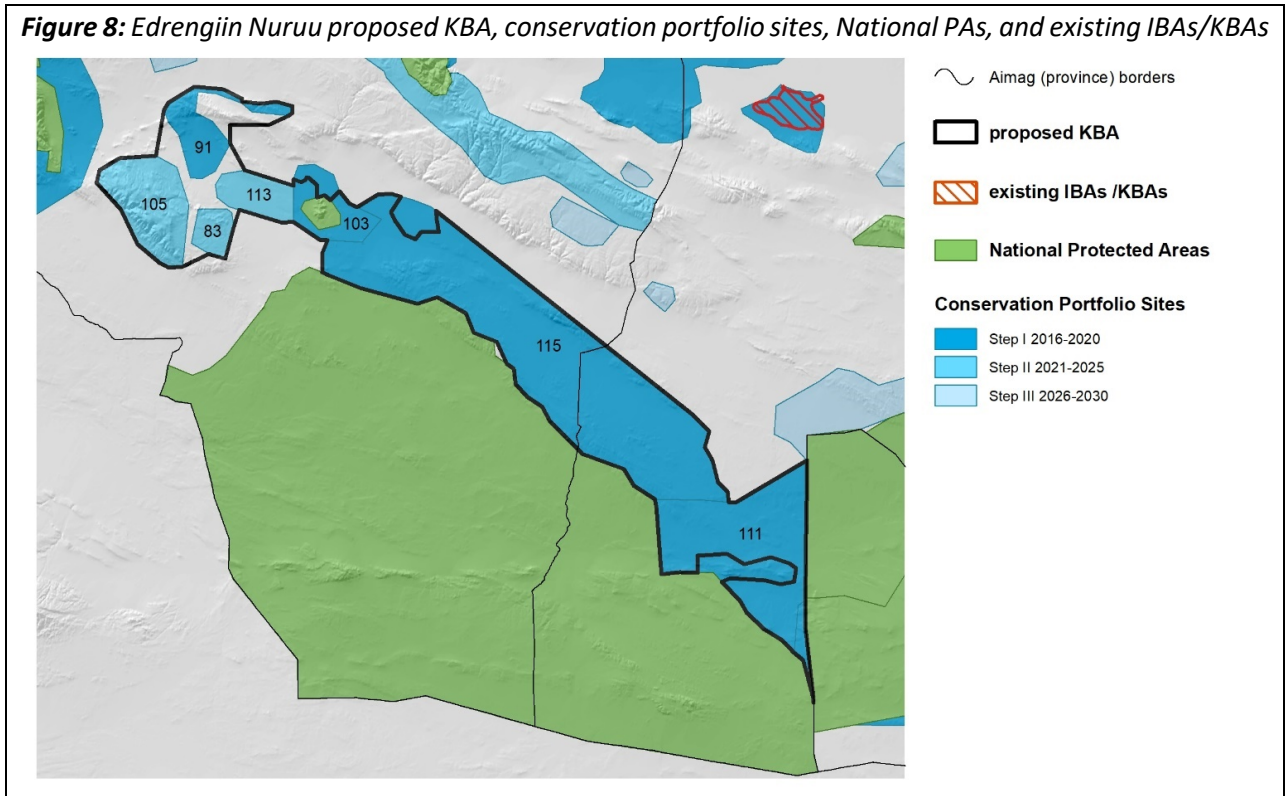 Figure 8: Edrengiin Nuruu proposed KBA, conservation portfolio sites, National PAs, and existing IBAs/KBAs
Aimag (province) borders
proposed KBA
existing IBAs /KBAs
National Protected Areas
Conservation Portfolio Sites
Step I 2016-2020
Step II 2021-2025
Step III 2026-2030
91
105
113
83
103
115
111